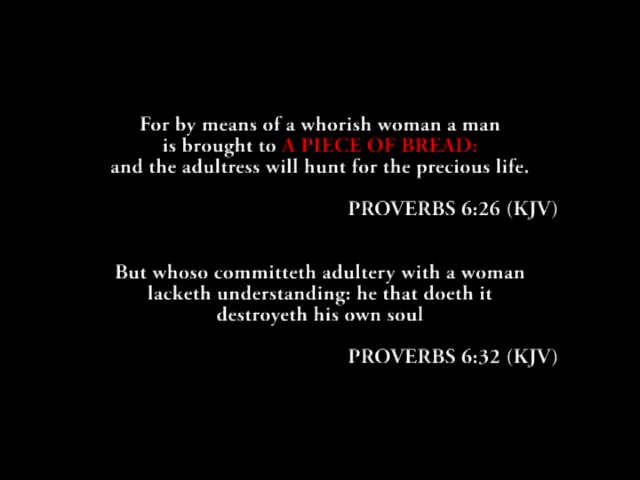 For by means of a whorish woman a man
is brought to A PIECE OF BREAD:
and the adultress will hunt for the precious life.
PROVERBS 6:26 (KJV)
But whoso committeth adultery with a woman
lacketh understanding: he that doeth it
destroyeth his own soul
PROVERBS 6:32 (KJV)